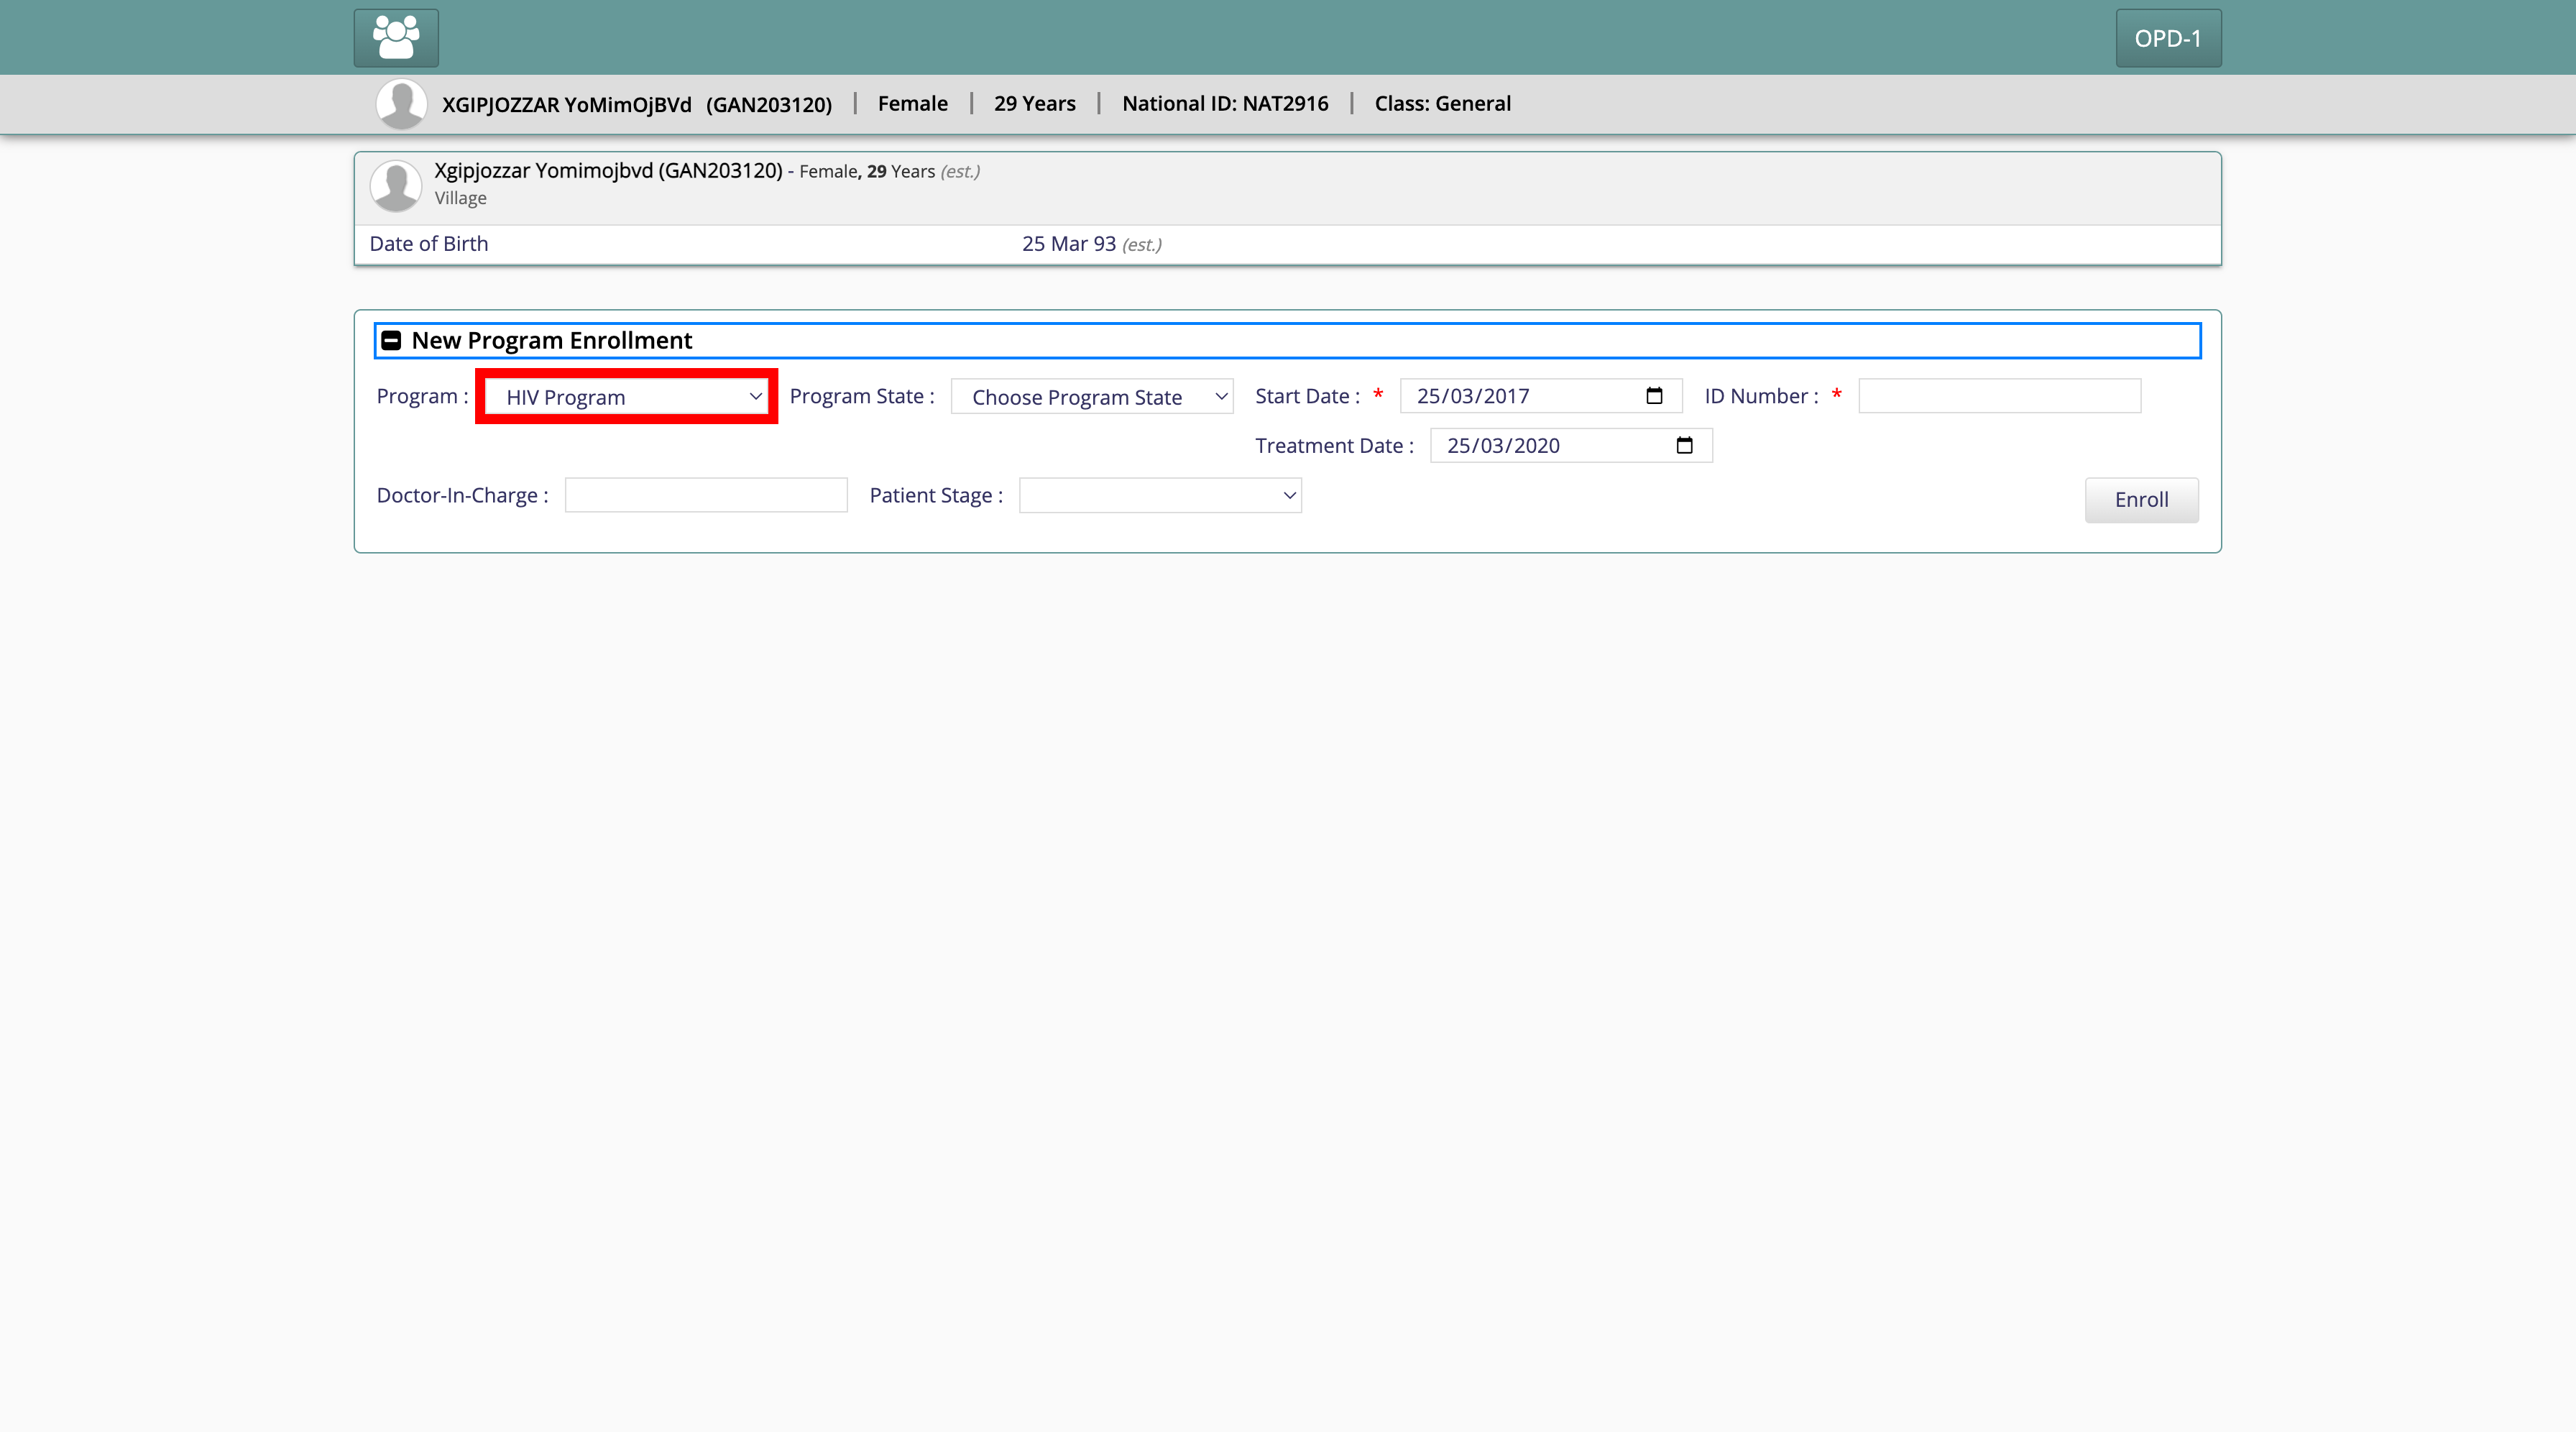 OPD-1
XGIPJOZZAR YoMimOjBVd (GAN203120) | Female | 29 Years | National ID: NAT2916 | Class: General
Xgipjozzar Yomimojbvd (GAN203120) - Female, 29 Years (est.)
Village
Date of Birth 25 Mar 93 (est.)
New Program Enrollment
Program : HIV Program Program State : Choose Program State Start Date : * 25/03/2017 ID Number : *
Treatment Date : 25/03/2020
Doctor-In-Charge : Patient Stage : Enroll